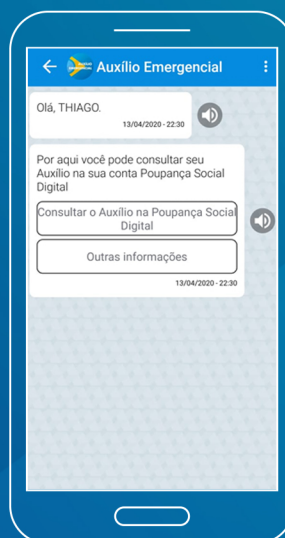 Auxílio Emergencial
Olá, THIAGO.
13/04/2020 - 22:30
Por aqui você pode consultar seu
Auxílio na sua conta Poupança Social
Digital
Consultar o Auxílio na Poupança Social
Digital
Outras informações
13/04/2020 - 22:30